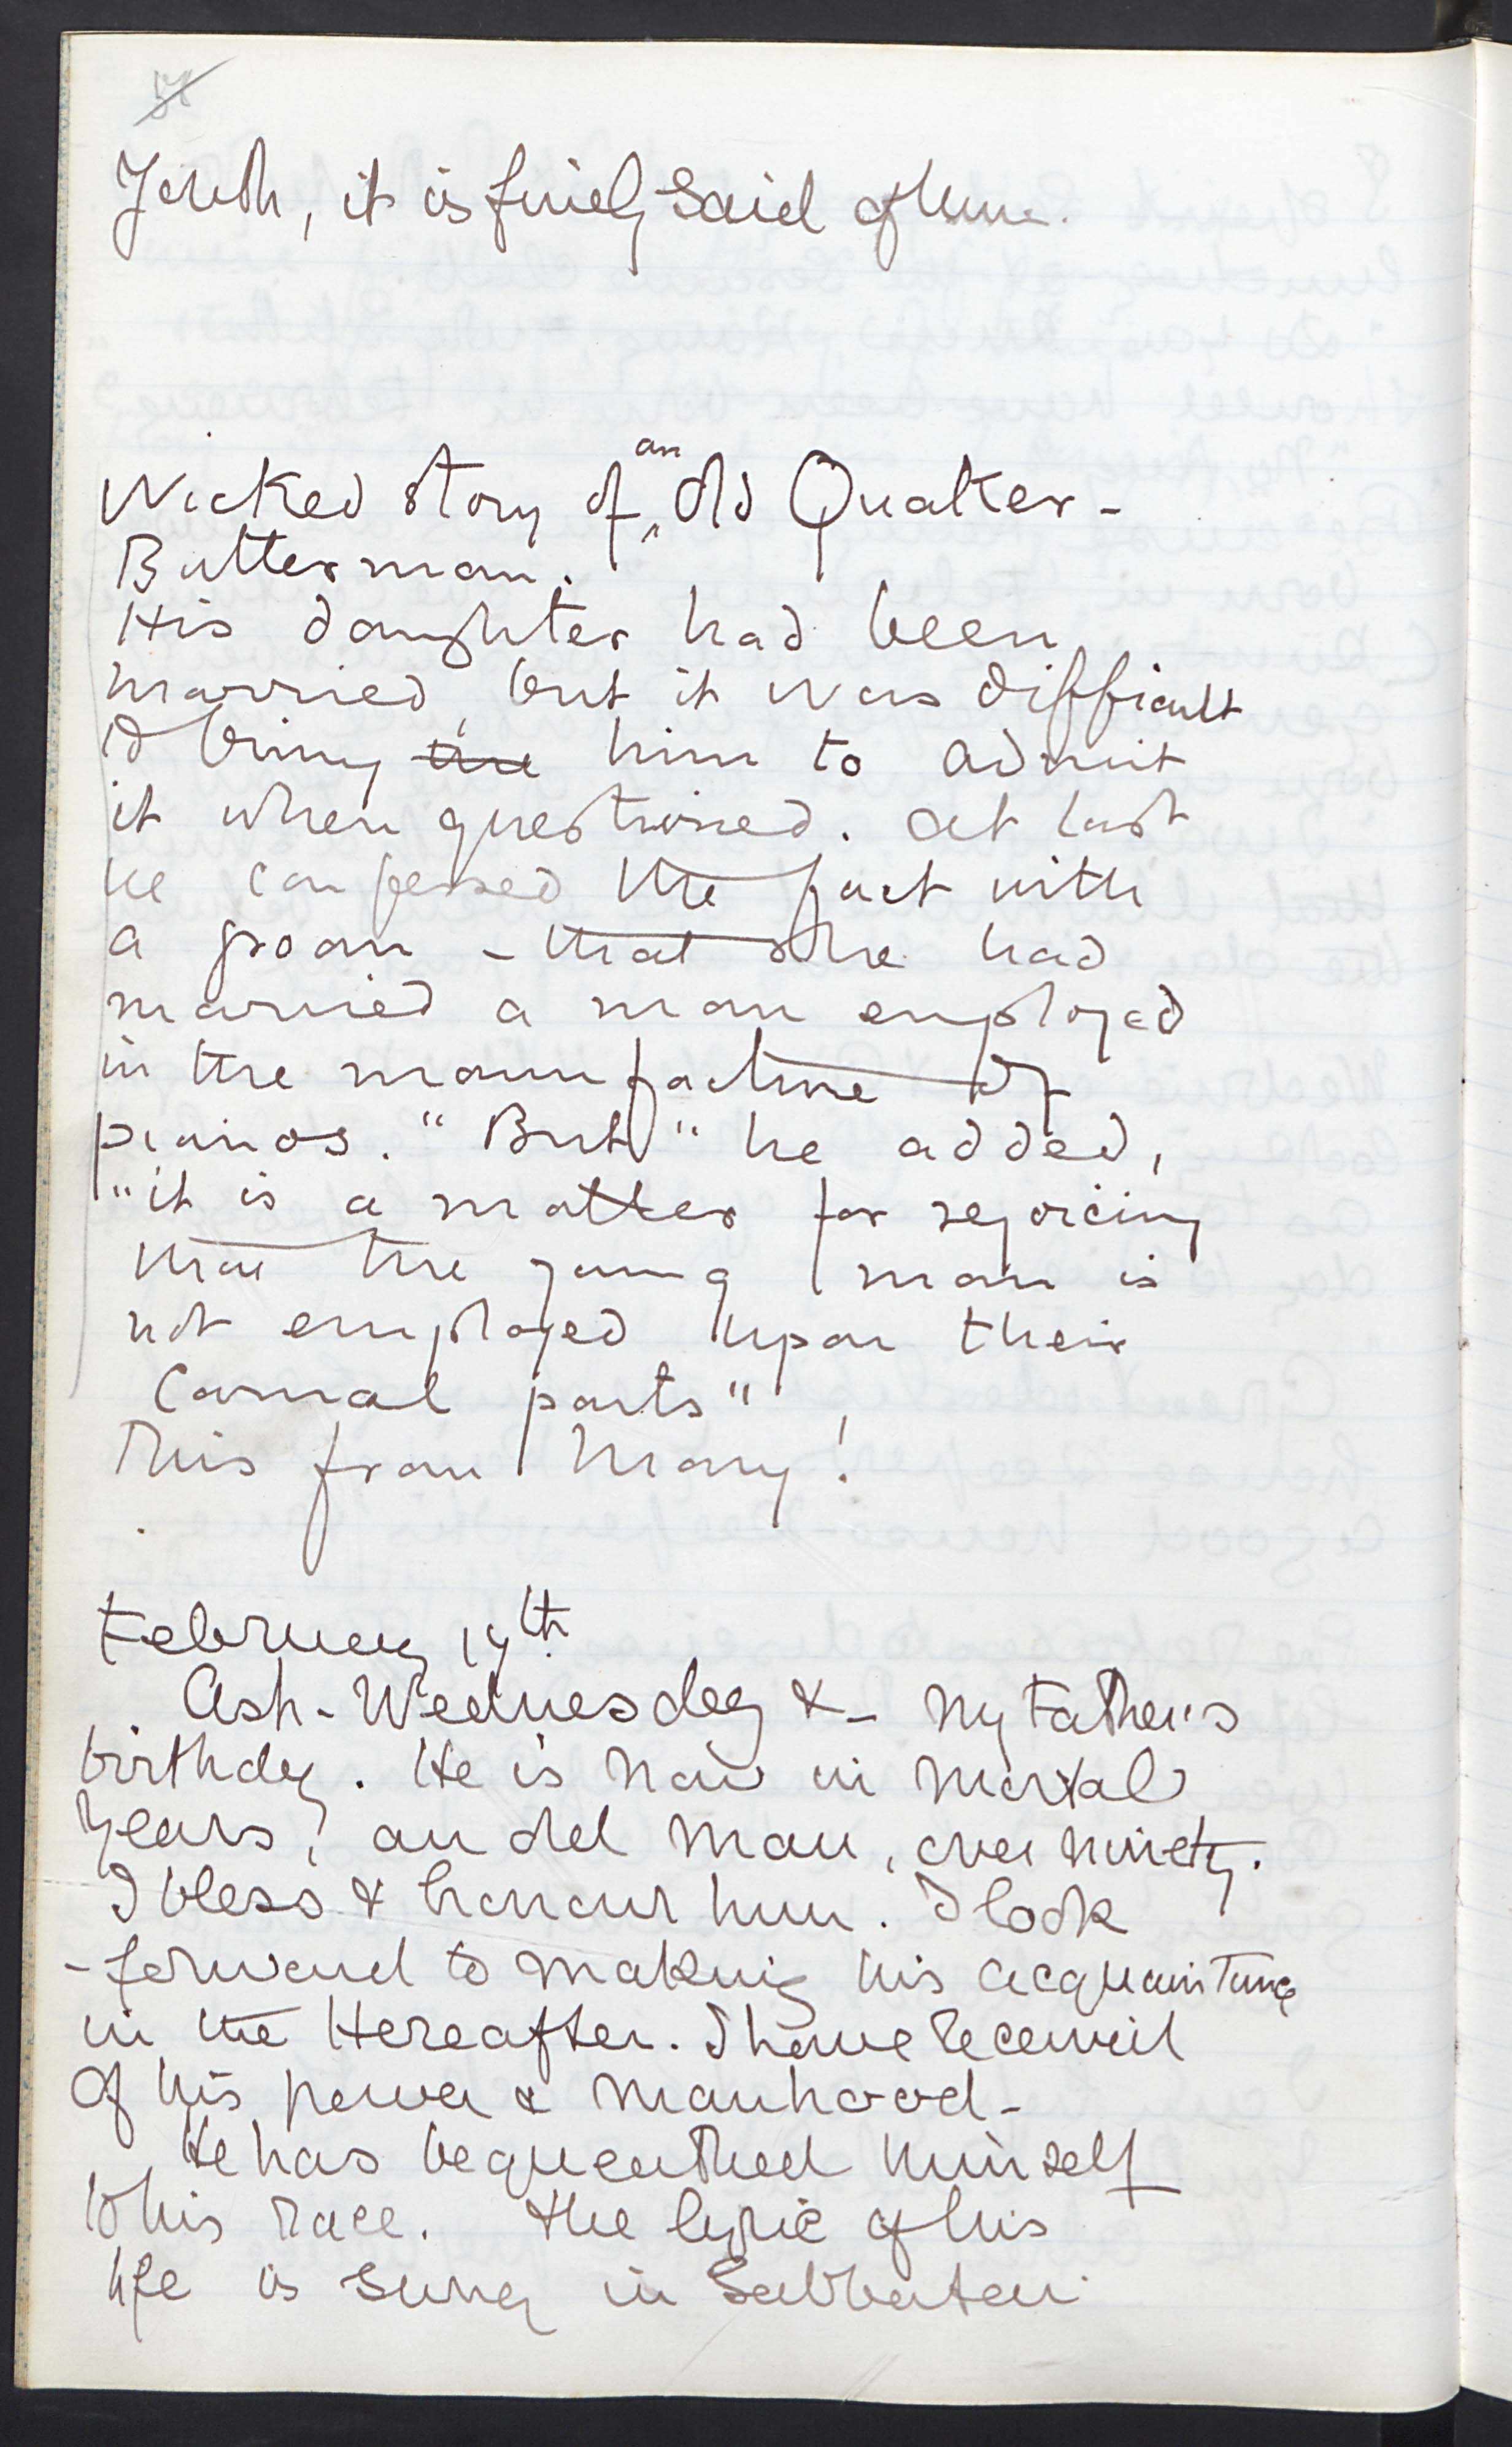 Youth, it is finely said of him.
Wicked story of an old Quaker-
Butterman.
His daughter had been
married, but it was difficult
to bring the him to admit
it when questioned. At last
he confessed the fact with
a groan - that she had
married a man employed
in the manufacture of
pianos. "But" he added,
"it is a matter for rejoicing
that the young man is
not employed upon their
carnal parts"
This from Mary!
February 19th.
Ash-Wednesday & - my Father's
birthday. He is now in mortal
years, an old man, over ninety.
I bless & honour him. I look
-forward to making his acquaintance
in the Hereafter. I have received
of his power & manhood -
He has bequeathed himself
to his race. The lyric of his
life is sung in